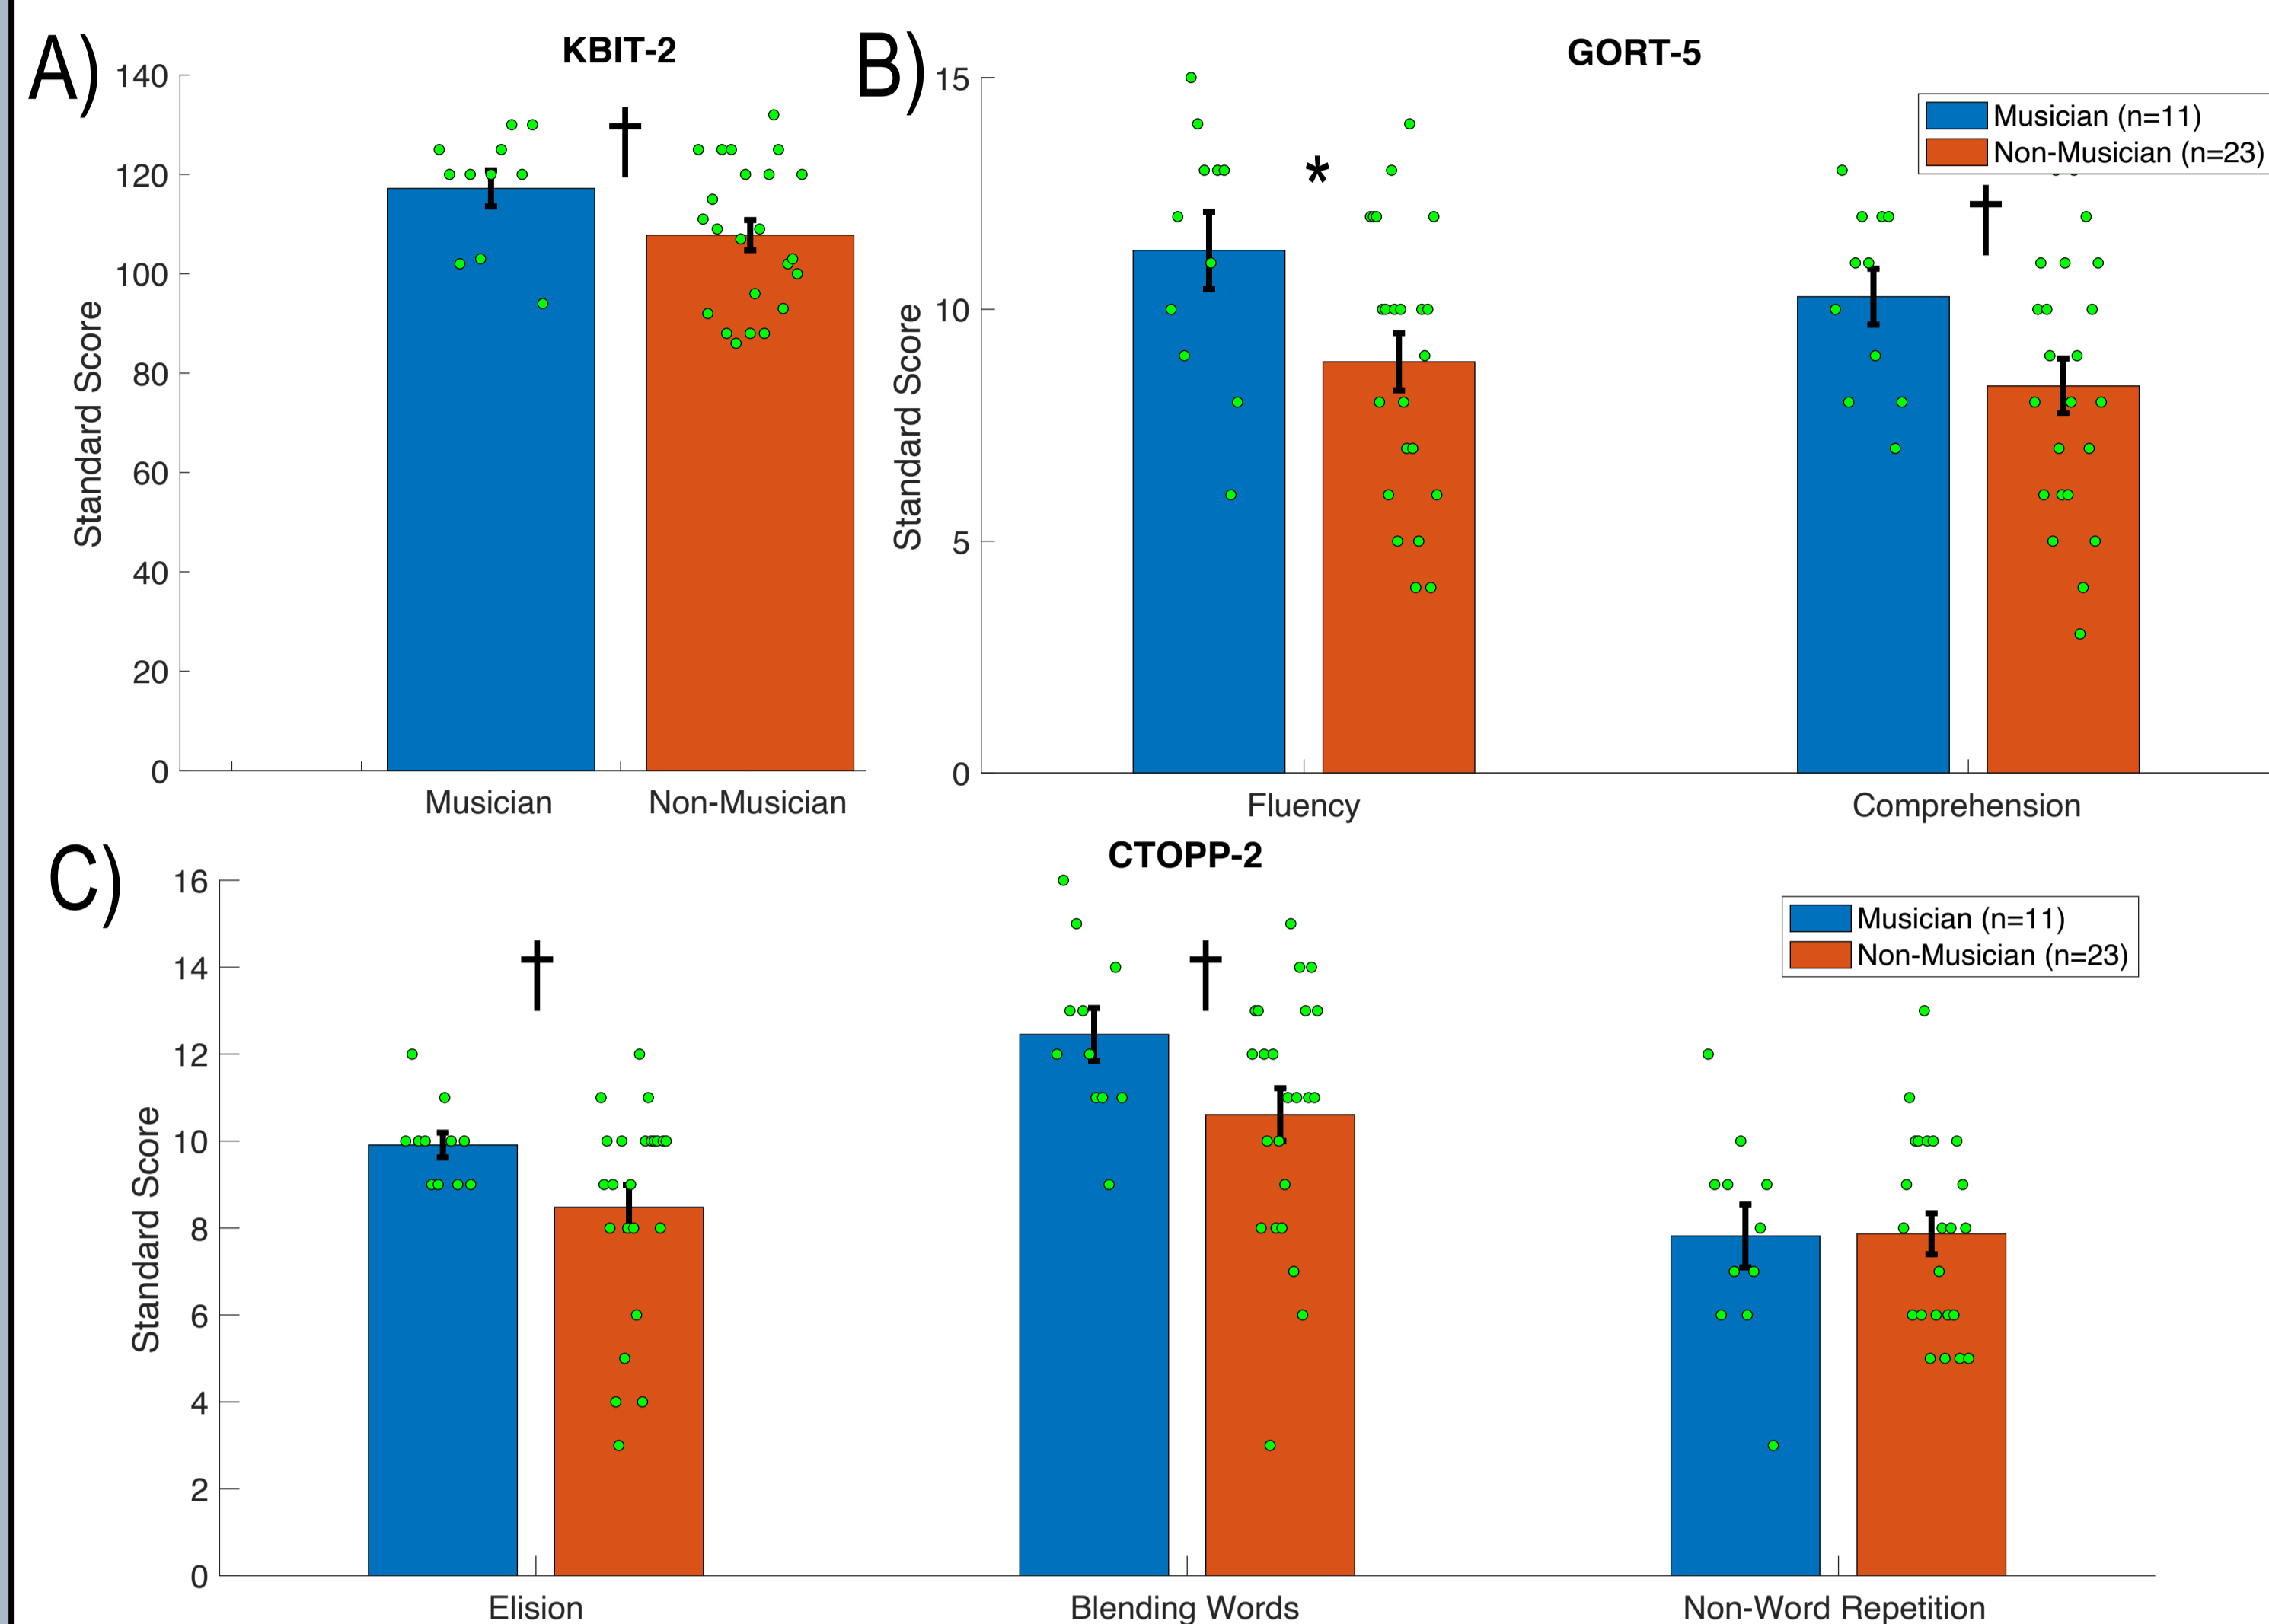 A)
KBIT-2
140
120
100
80
60
40
20
0
Standard Score
†
Musician
Non-Musician
B)
GORT-5
15
10
5
0
Standard Score
*
†
Musician (n=11)
Non-Musician (n=23)
Fluency
Comprehension
C)
CTOPP-2
16
14
12
10
8
6
4
2
0
Standard Score
†
†
Musician (n=11)
Non-Musician (n=23)
Elision
Blending Words
Non-Word Repetition